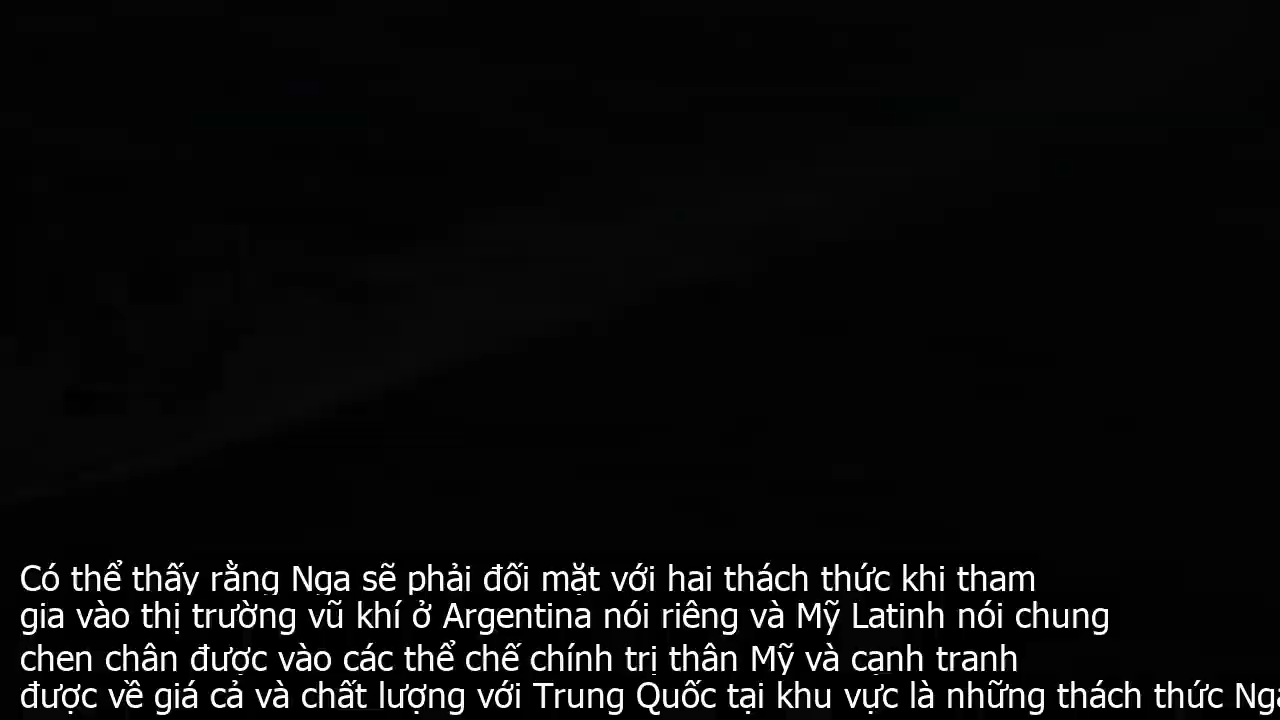 Có thể thấy rằng Nga sẽ phải đối mặt với hai thách thức khi tham
gia vào thị trường vũ khí ở Argentina nói riêng và Mỹ Latinh nói chung
chen chân được vào các thể chế chính trị thân Mỹ và cạnh tranh
được về giá cả và chất lượng với Trung Quốc tại khu vực là những thách thức Nga